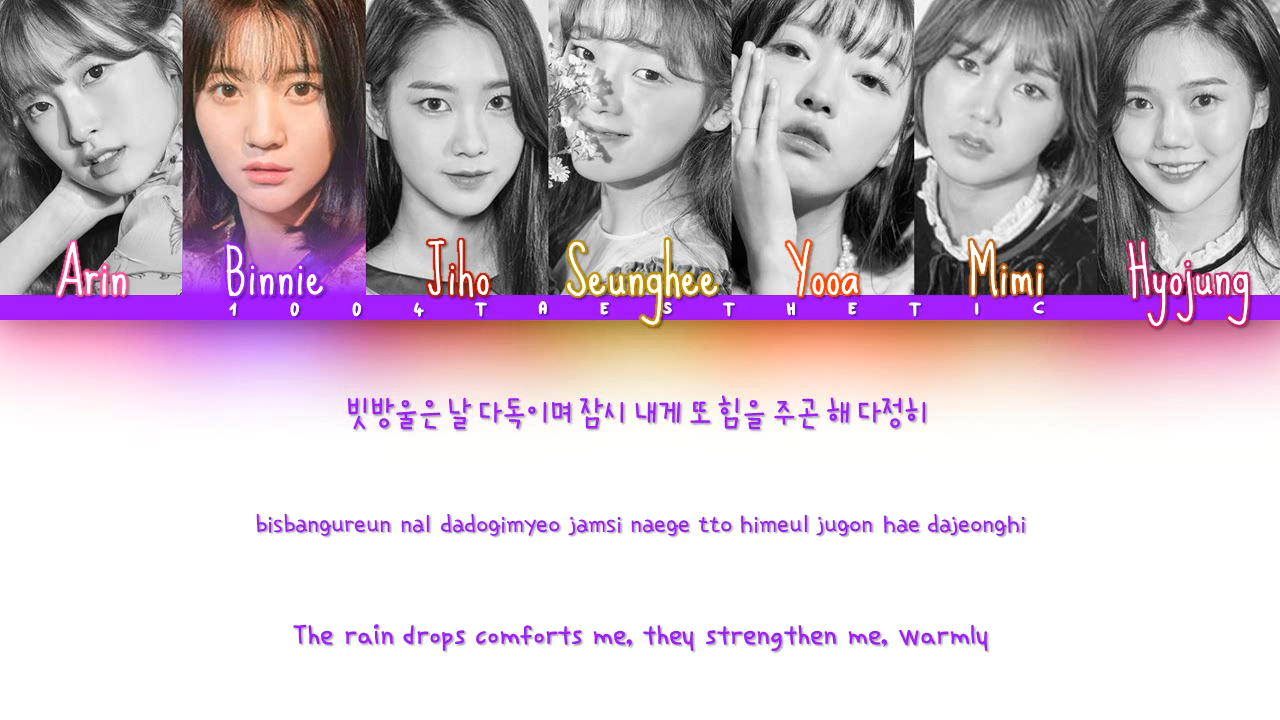 Arin Binnie Jiho Seunghee Yooa Mimi Hyojung
1004TAESTHETIC
빗방울은 날 다독이며 잠시 내게 또 힘을 주곤 해 다정히
bisbangureun nal dadogimyeo jamsi naege tto himeul jugon hae dajeonghi
The rain drops comforts me, they strengthen me, warmly